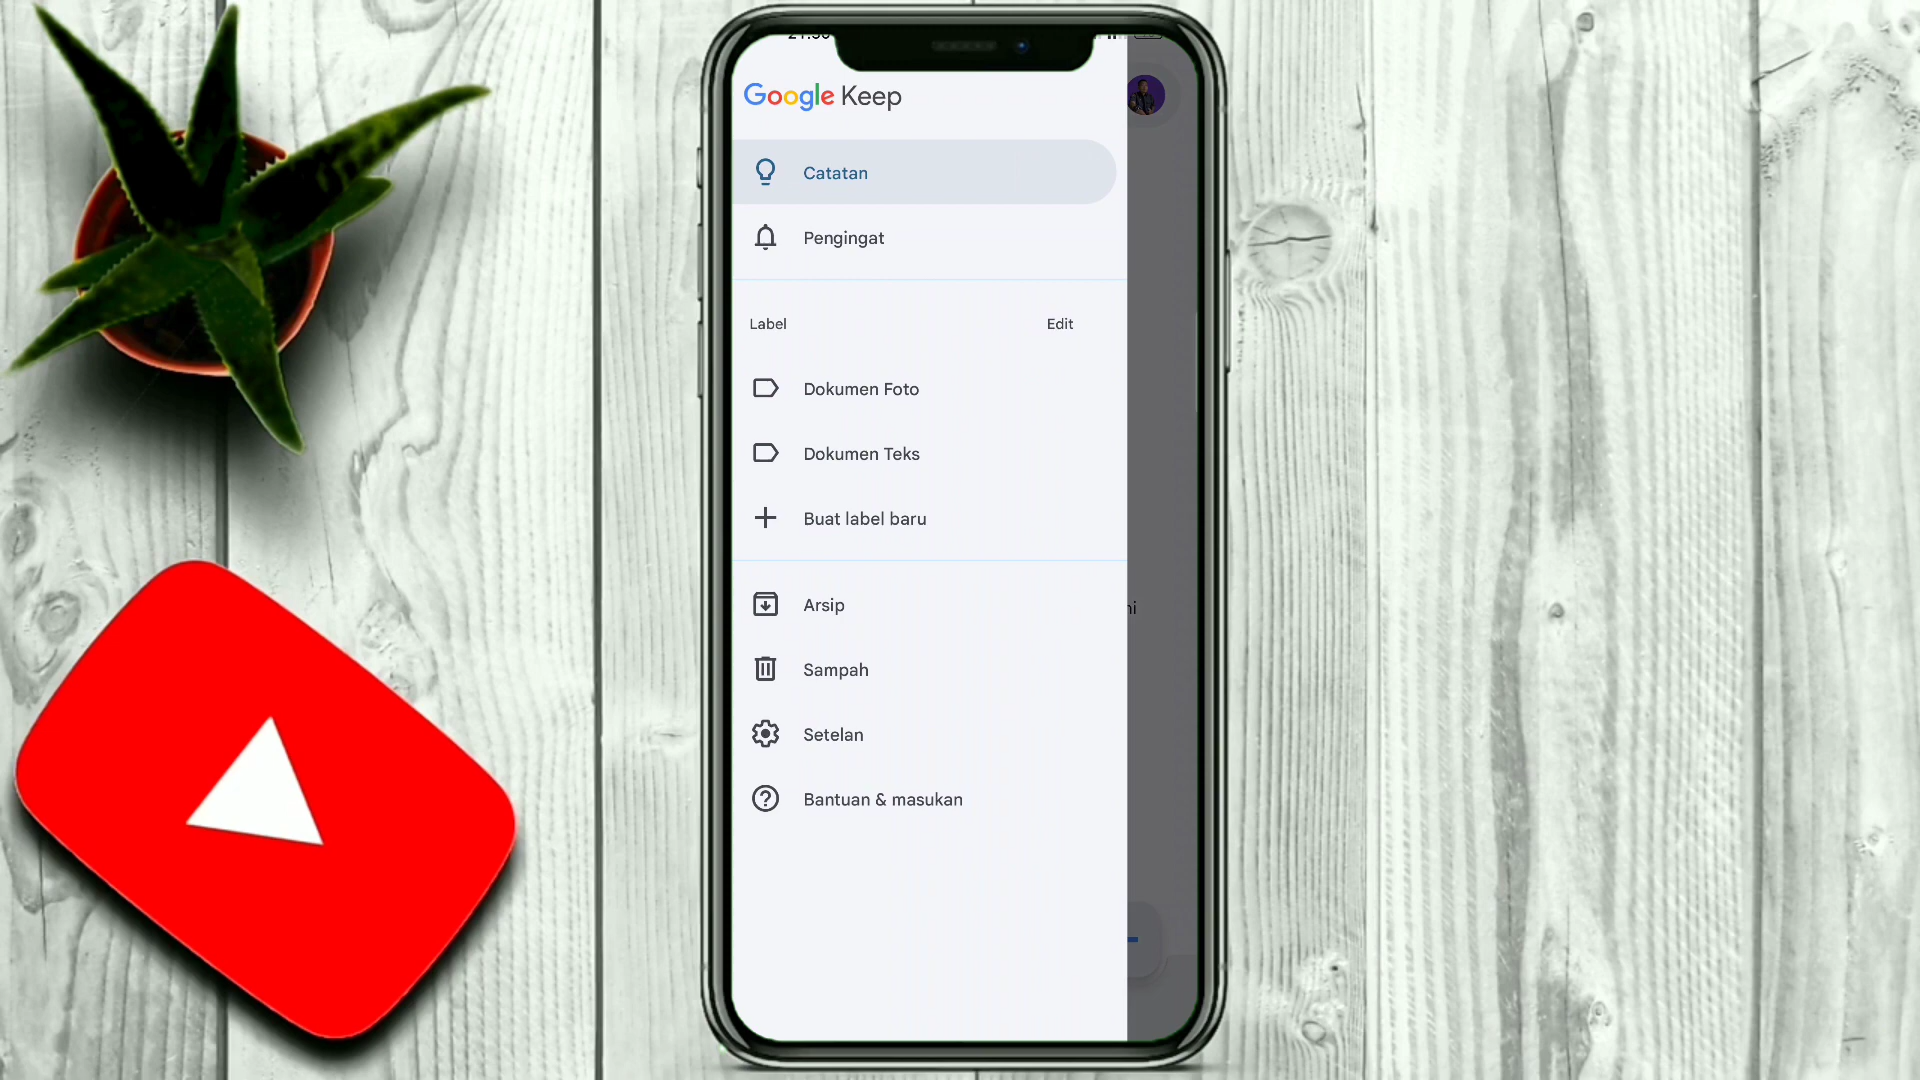 Google Keep
Catatan
Pengingat
Label
Edit
Dokumen Foto
Dokumen Teks
Buat label baru
Arsip
Sampah
Setelan
Bantuan & masukan